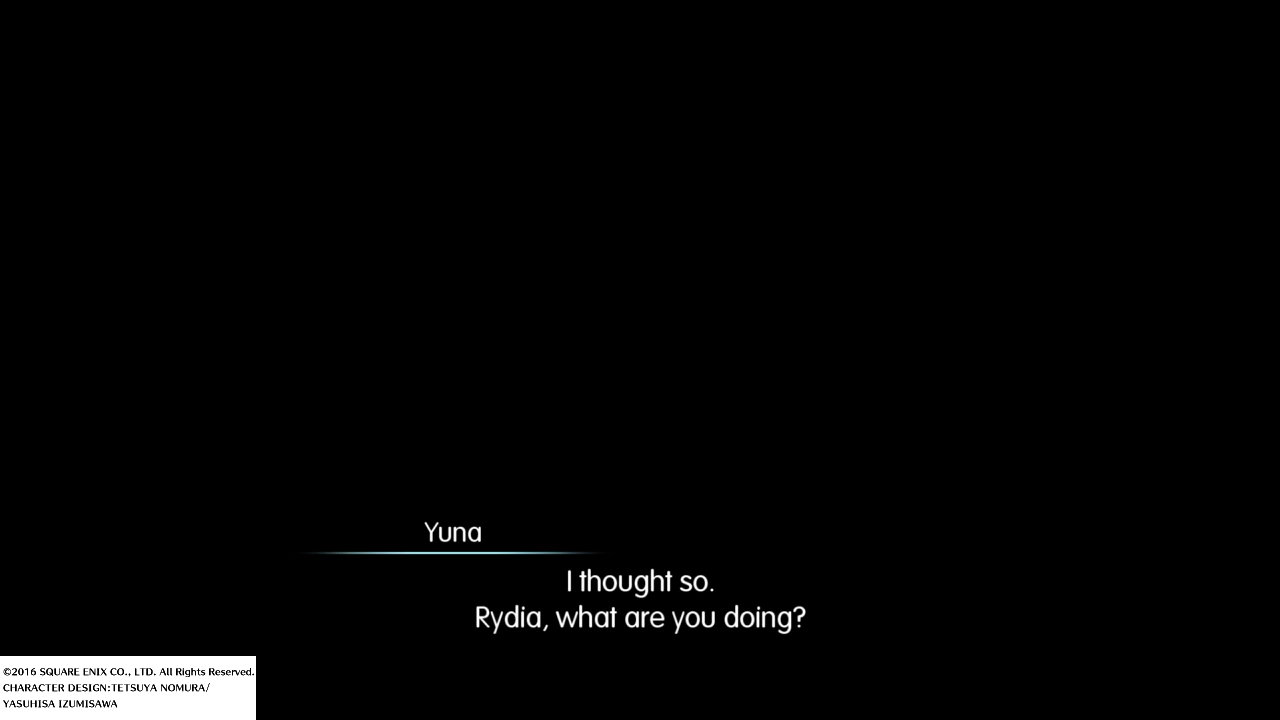 Yuna
I thought so.
Rydia, what are you doing?
©2016 SQUARE ENIX CO., LTD. All Rights Reserved.
CHARACTER DESIGN:TETSUYA NOMURA/
YASUHISA IZUMISAWA